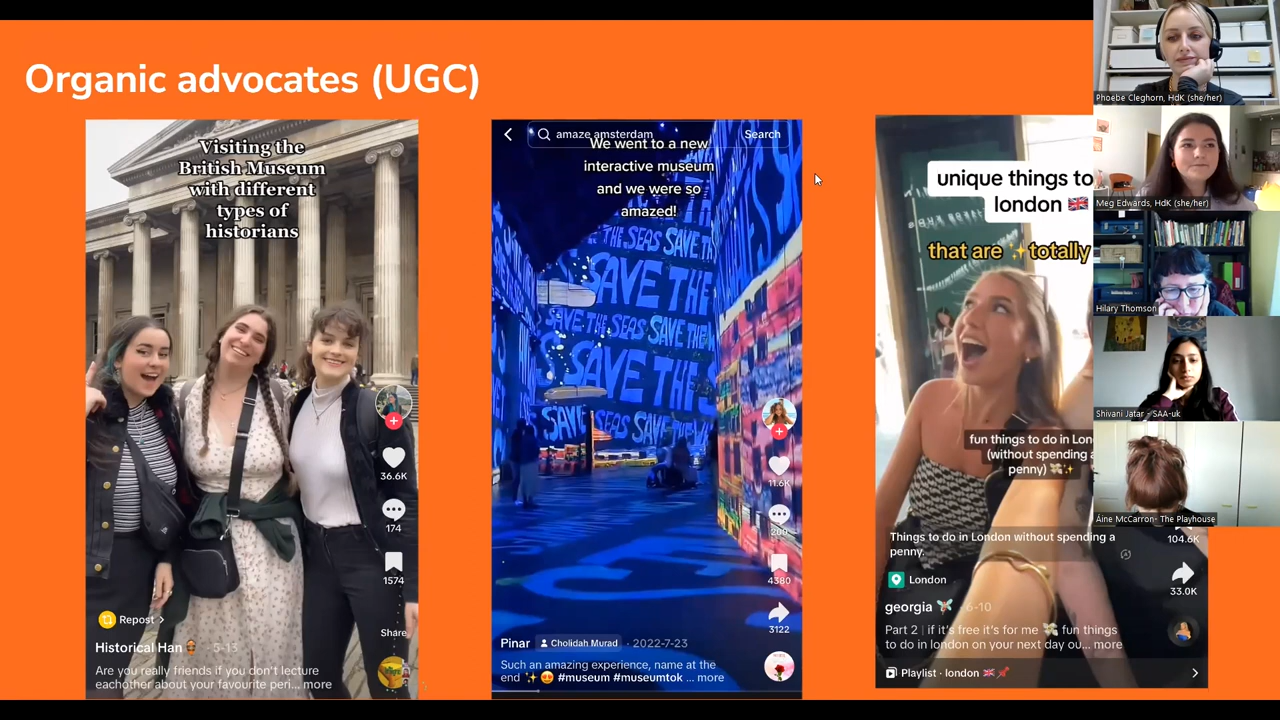 Organic advocates (UGC)
Visiting the
British Museum
with different
types of
historians
36.6K
174
1574
Repost >
Share
Historical Han · 5-13
Are you really friends if you don't lecture
eachother about your favourite peri... more
amaze amsterdam Search
We went to a new
interactive museum
and we were so
amazed!
SAVE THE SEAS
11.6K
4380
3122
Pinar Cholidah Murad · 2022-7-23
Such an amazing experience, name at the
end ✨😍 #museum #museumtok ... more
unique things to
london 🇬🇧
that are ✨totally
fun things to do in Lon
(without spending
penny) 💸✨
Things to do in London without spending a
penny.
London
104.6K
33.0K
georgia 🧚 · 6-10
Part 2 | if it's free it's for me 💸 fun things
to do in london on your next day ou... more
Playlist · london 🇬🇧📌
Phoebe Cleghorn, HdK (she/her)
Meg Edwards, HdK (she/her)
Hilary Thomson
Shivani Jatar - SAA-uk
Áine McCarron- The Playhouse